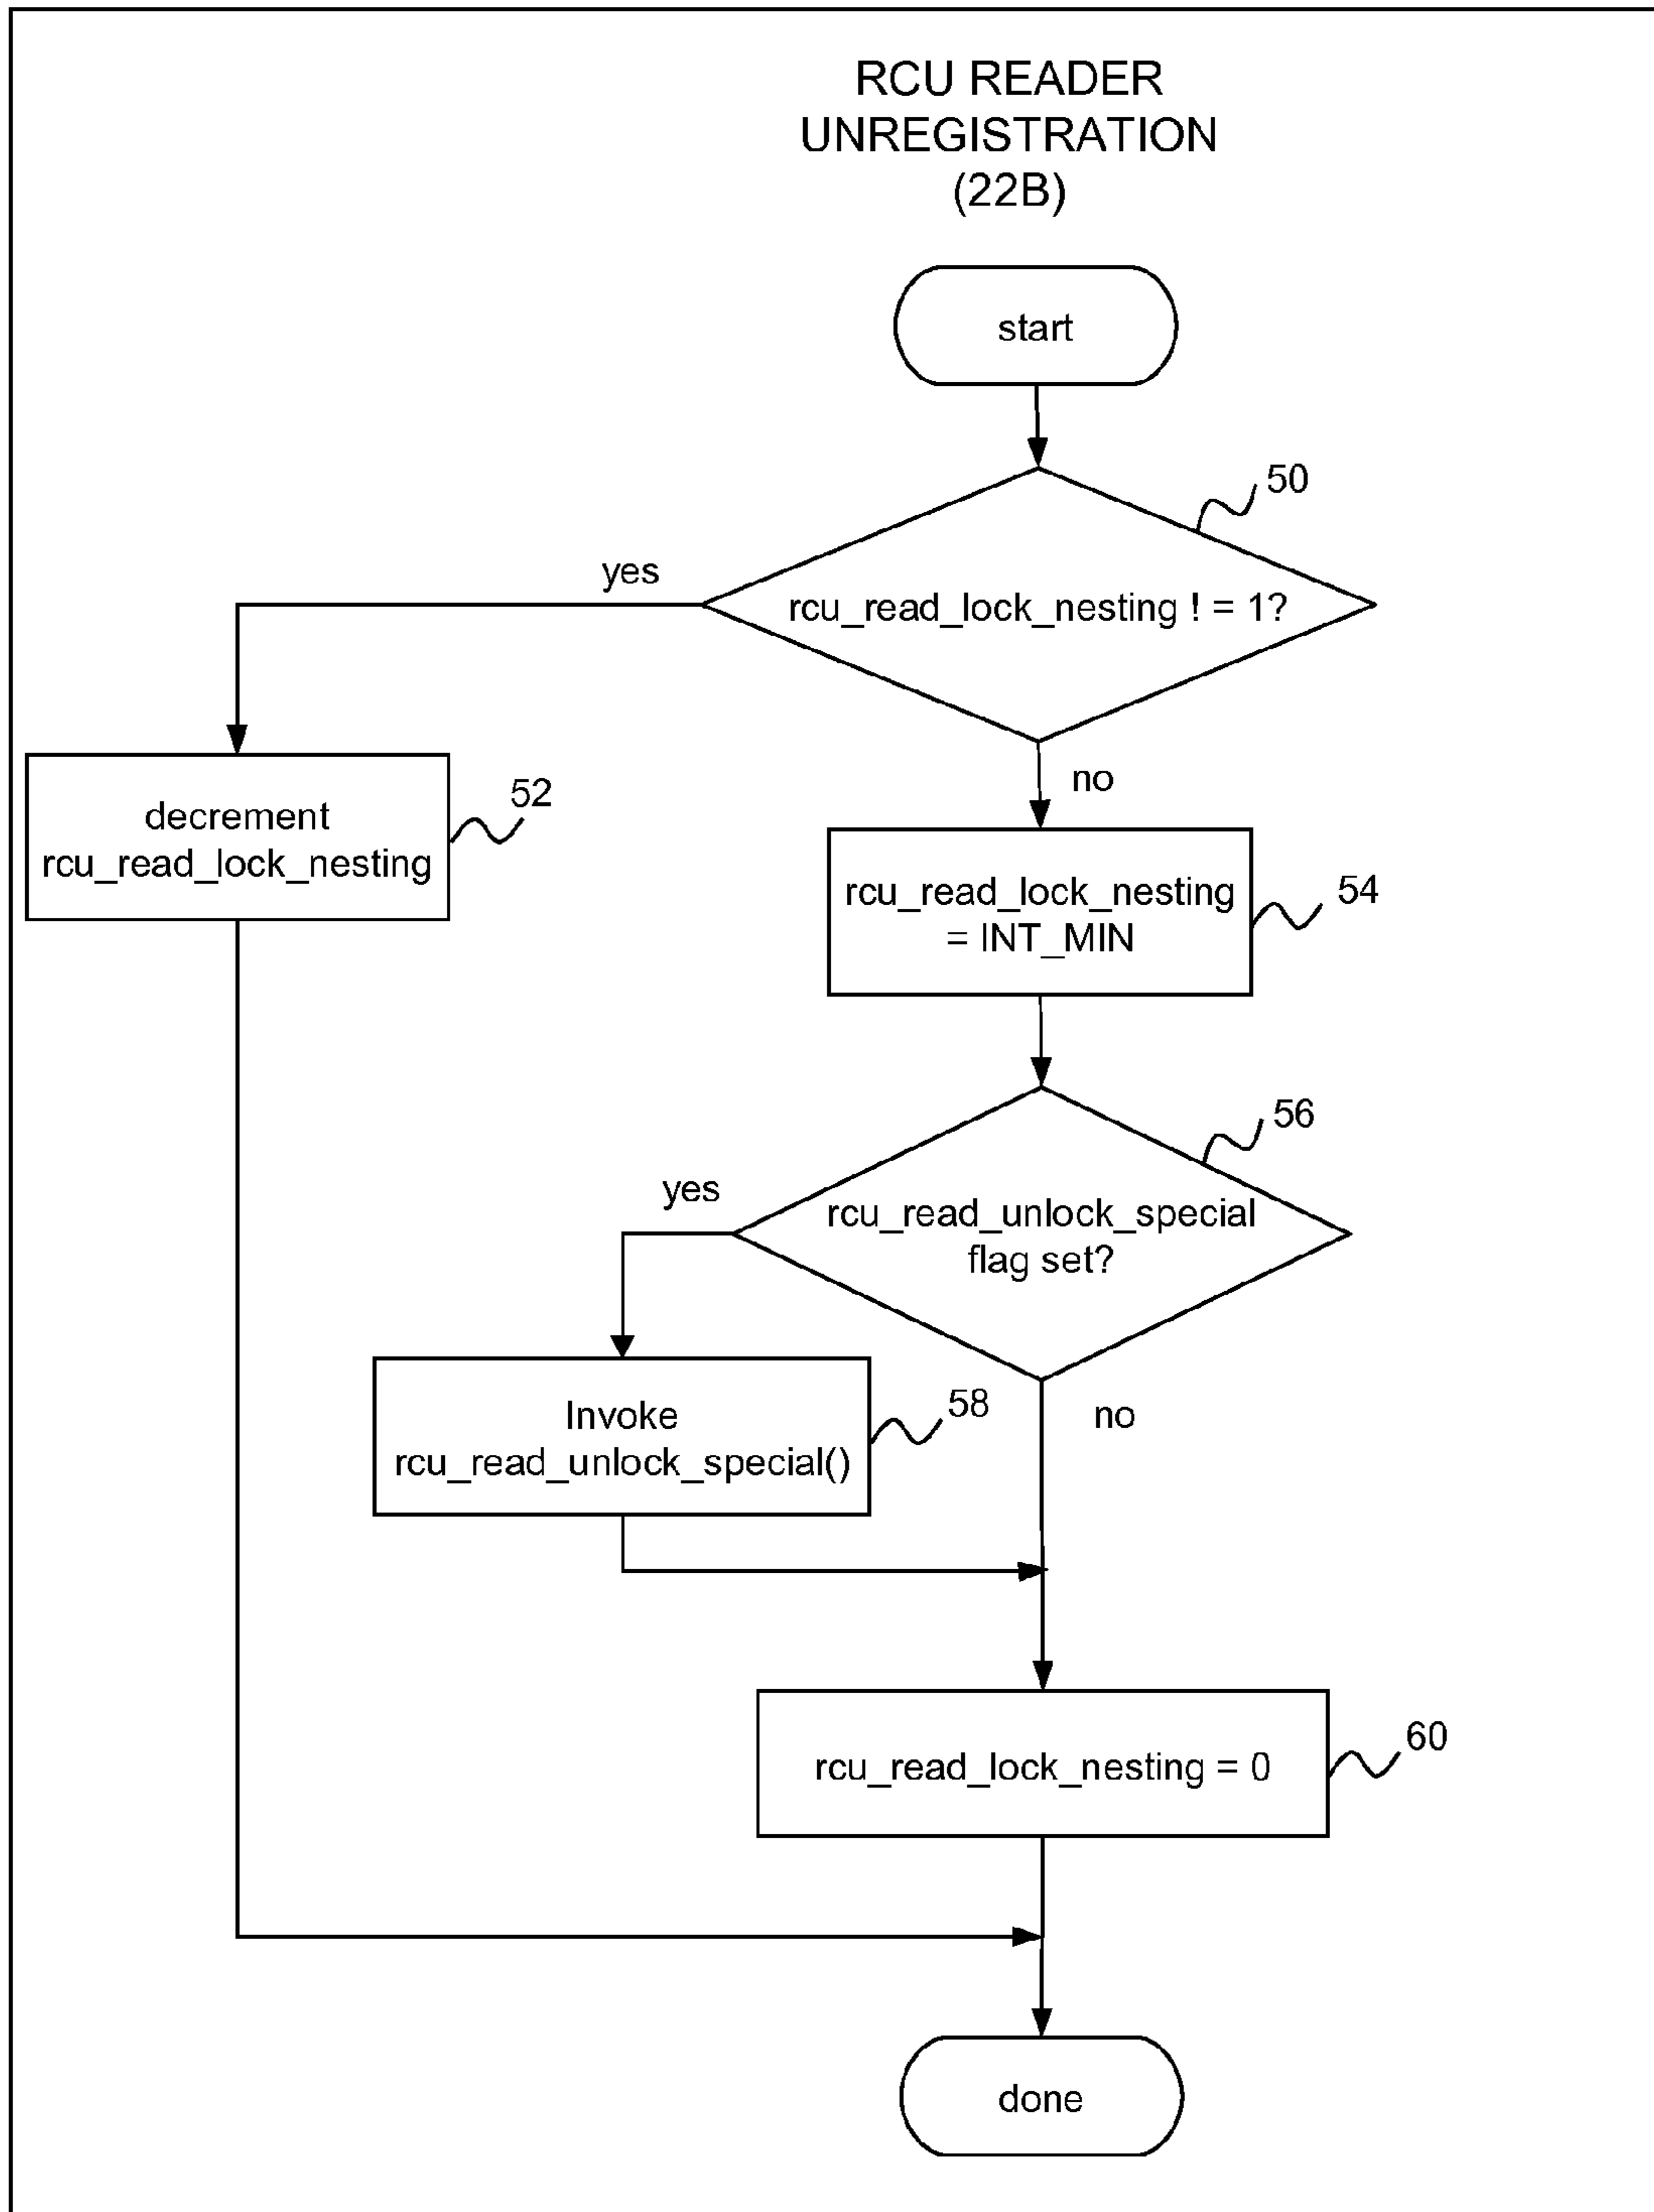 RCU READER
UNREGISTRATION
(22B)
start
50
yes
rcu_read_lock_nesting ! = 1?
no
52
decrement
rcu_read_lock_nesting
54
rcu_read_lock_nesting
= INT_MIN
56
yes
rcu_read_unlock_special
flag set?
no
58
Invoke
rcu_read_unlock_special()
60
rcu_read_lock_nesting = 0
done